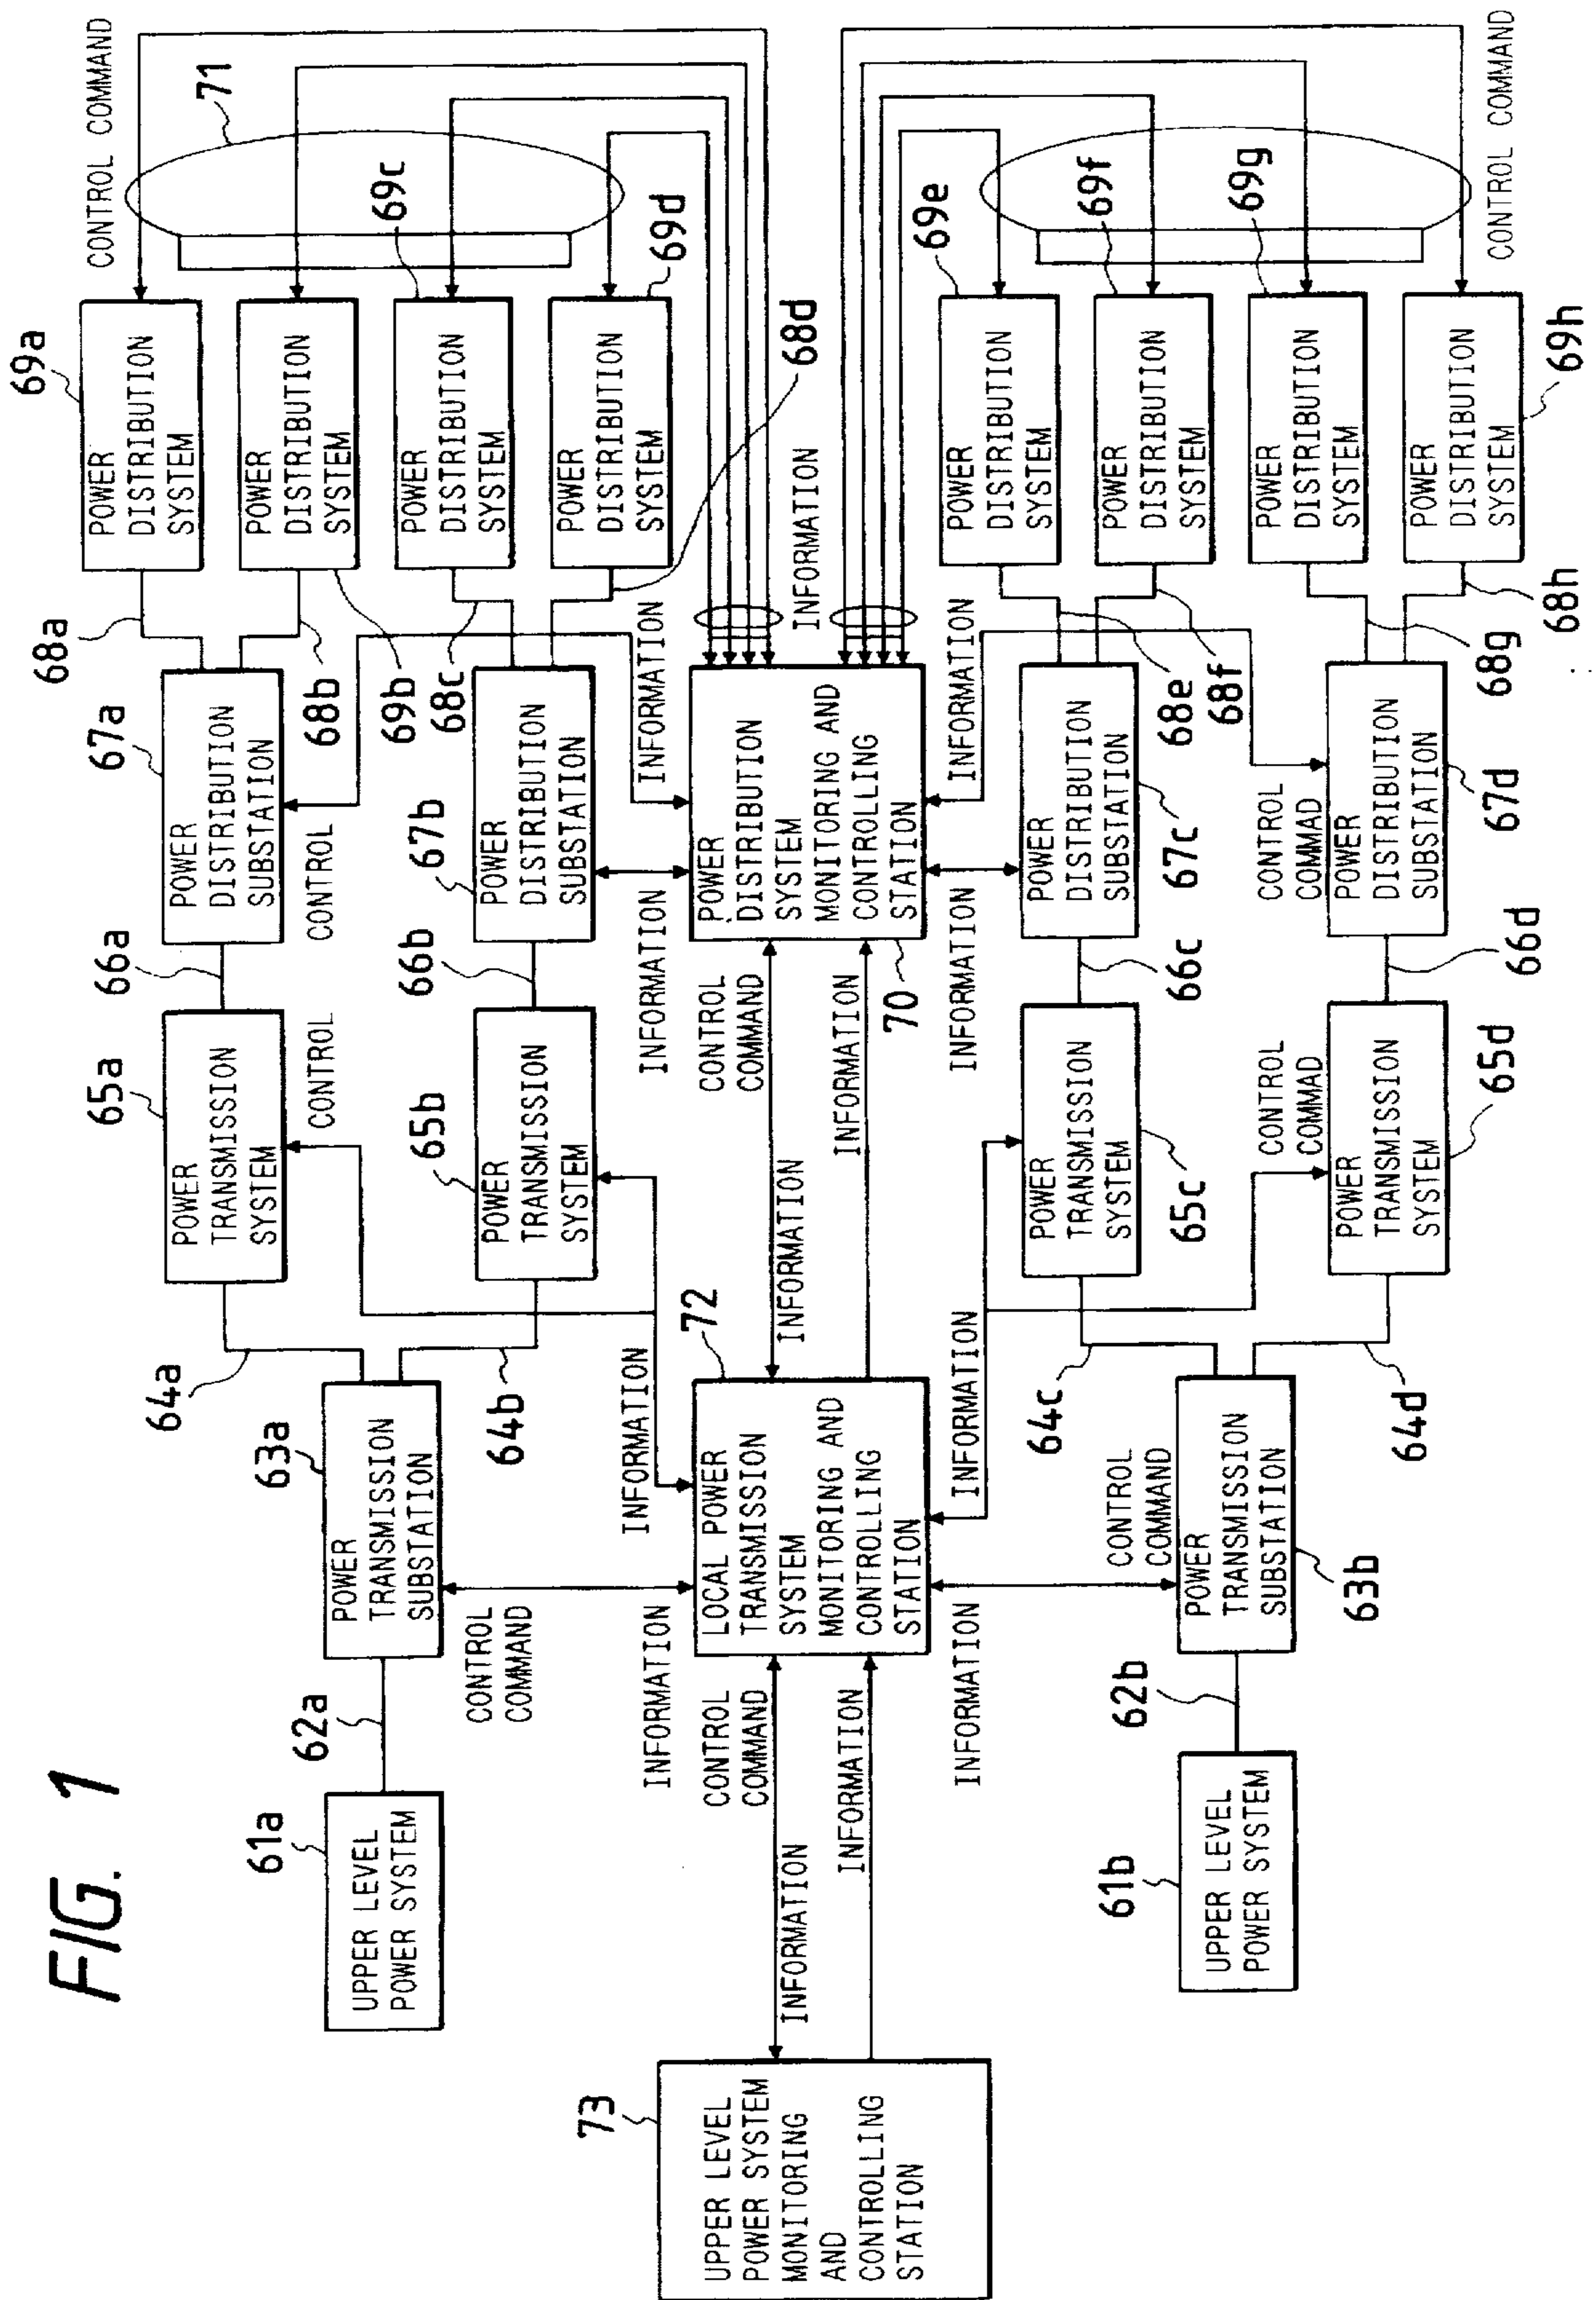 FIG. 1
61a
UPPER LEVEL
POWER SYSTEM
62a
63a
POWER
TRANSMISSION
SUBSTATION
64a
64b
65a
POWER
TRANSMISSION
SYSTEM
CONTROL
66a
67a
POWER
DISTRIBUTION
SUBSTATION
CONTROL
68a
68b
69a
POWER
DISTRIBUTION
SYSTEM
CONTROL COMMAND
71
POWER
DISTRIBUTION
SYSTEM
69b
65b
POWER
TRANSMISSION
SYSTEM
66b
67b
POWER
DISTRIBUTION
SUBSTATION
68c
68d
69c
POWER
DISTRIBUTION
SYSTEM
69d
POWER
DISTRIBUTION
SYSTEM
CONTROL
COMMAND
INFORMATION
INFORMATION
INFORMATION
INFORMATION
INFORMATION
73
UPPER LEVEL
POWER SYSTEM
MONITORING
AND
CONTROLLING
STATION
CONTROL
COMMAND
INFORMATION
INFORMATION
72
LOCAL POWER
TRANSMISSION
SYSTEM
MONITORING AND
CONTROLLING
STATION
CONTROL
COMMAND
INFORMATION
INFORMATION
70
POWER
DISTRIBUTION
SYSTEM
MONITORING AND
CONTROLLING
STATION
INFORMATION
INFORMATION
INFORMATION
INFORMATION
CONTROL
COMMAND
61b
UPPER LEVEL
POWER SYSTEM
62b
63b
POWER
TRANSMISSION
SUBSTATION
64c
64d
65c
POWER
TRANSMISSION
SYSTEM
66c
67c
POWER
DISTRIBUTION
SUBSTATION
68e
68f
69e
POWER
DISTRIBUTION
SYSTEM
69f
POWER
DISTRIBUTION
SYSTEM
CONTROL
COMMAD
65d
POWER
TRANSMISSION
SYSTEM
66d
CONTROL
COMMAD
67d
POWER
DISTRIBUTION
SUBSTATION
68g
68h
69g
POWER
DISTRIBUTION
SYSTEM
69h
POWER
DISTRIBUTION
SYSTEM
CONTROL COMMAND